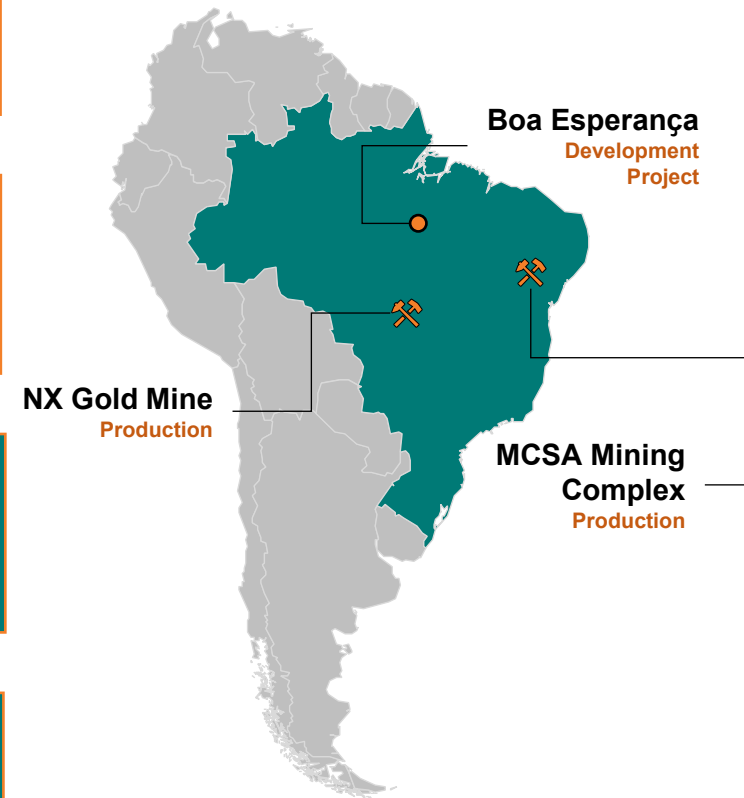 Boa Esperança
Development
Project
NX Gold Mine
Production
MCSA Mining
Complex
Production